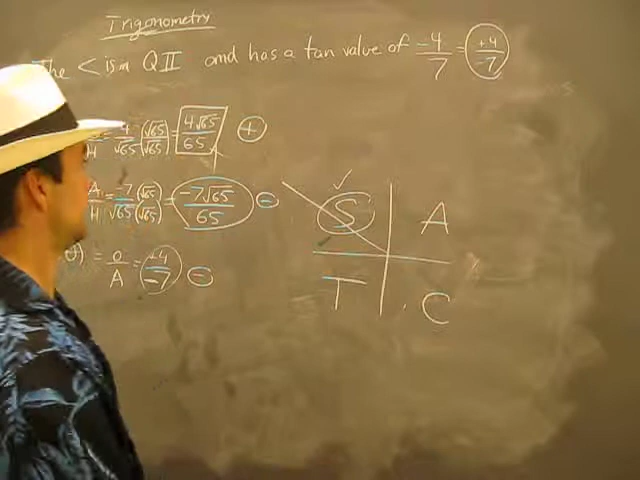 Trigonometry
The < is in QII and has a tan value of -4/7 = +4/-7
H = 4/√65 (√65/√65) = 4√65/65 +
A/H = -7/√65 (√65/√65) = -7√65/65 -
) = O/A = +4/-7 -
✓
S A
T C